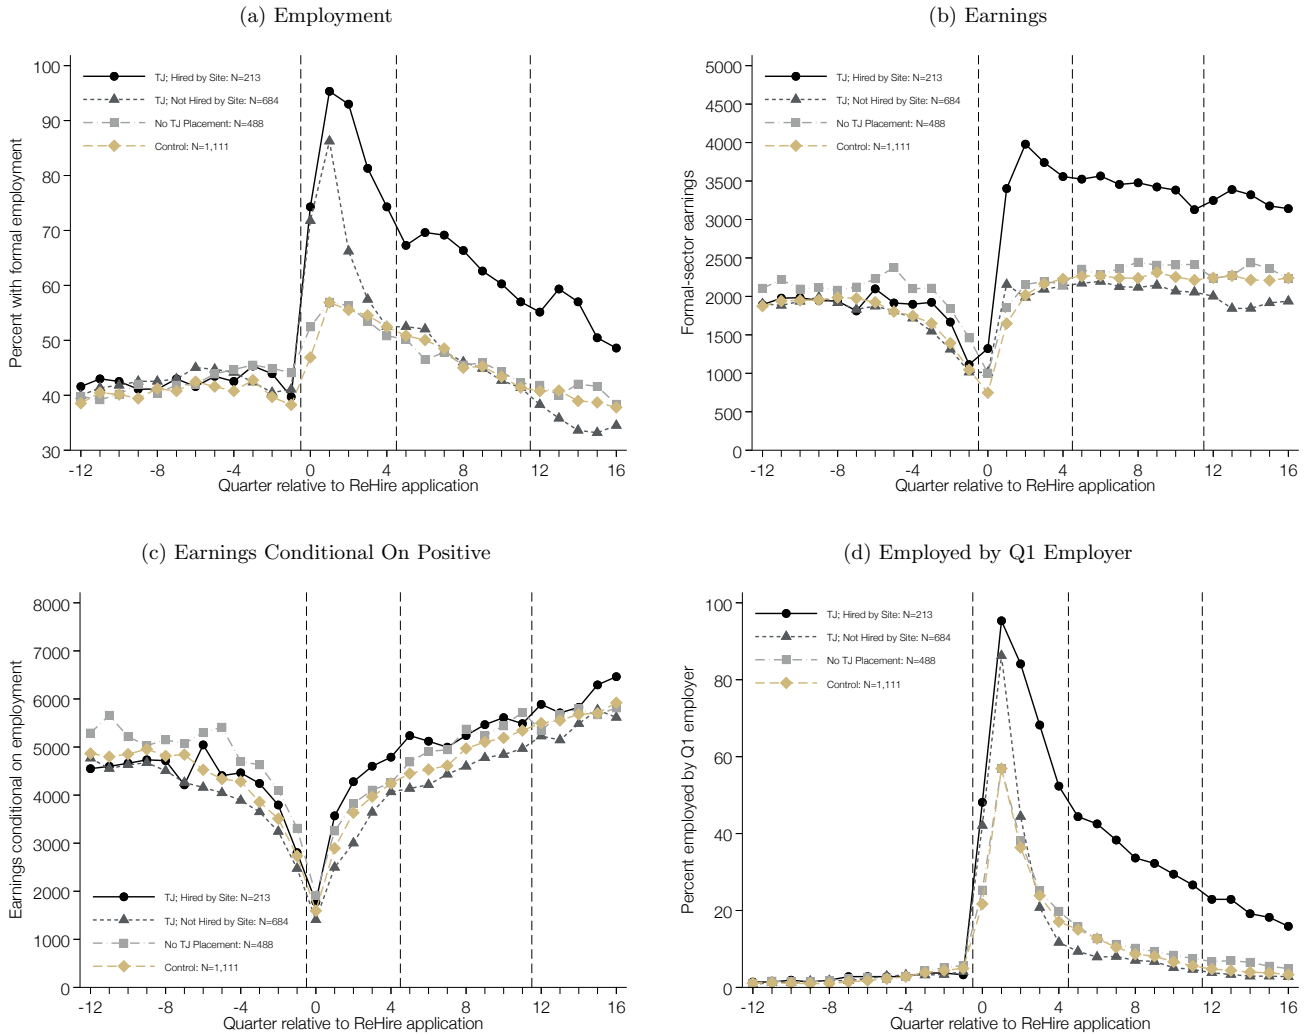 (a) Employment
100
90
80
70
60
50
40
30
Percent with formal employment
TJ; Hired by Site: N=213
TJ; Not Hired by Site: N=684
No TJ Placement: N=488
Control: N=1,111
-12 -8 -4 0 4 8 12 16
Quarter relative to ReHire application
(b) Earnings
5000
4500
4000
3500
3000
2500
2000
1500
1000
500
0
Formal-sector earnings
TJ; Hired by Site: N=213
TJ; Not Hired by Site: N=684
No TJ Placement: N=488
Control: N=1,111
-12 -8 -4 0 4 8 12 16
Quarter relative to ReHire application
(c) Earnings Conditional On Positive
8000
7000
6000
5000
4000
3000
2000
1000
0
Earnings conditional on employment
TJ; Hired by Site: N=213
TJ; Not Hired by Site: N=684
No TJ Placement: N=488
Control: N=1,111
-12 -8 -4 0 4 8 12 16
Quarter relative to ReHire application
(d) Employed by Q1 Employer
100
80
60
40
20
0
Percent employed by Q1 employer
TJ; Hired by Site: N=213
TJ; Not Hired by Site: N=684
No TJ Placement: N=488
Control: N=1,111
-12 -8 -4 0 4 8 12 16
Quarter relative to ReHire application